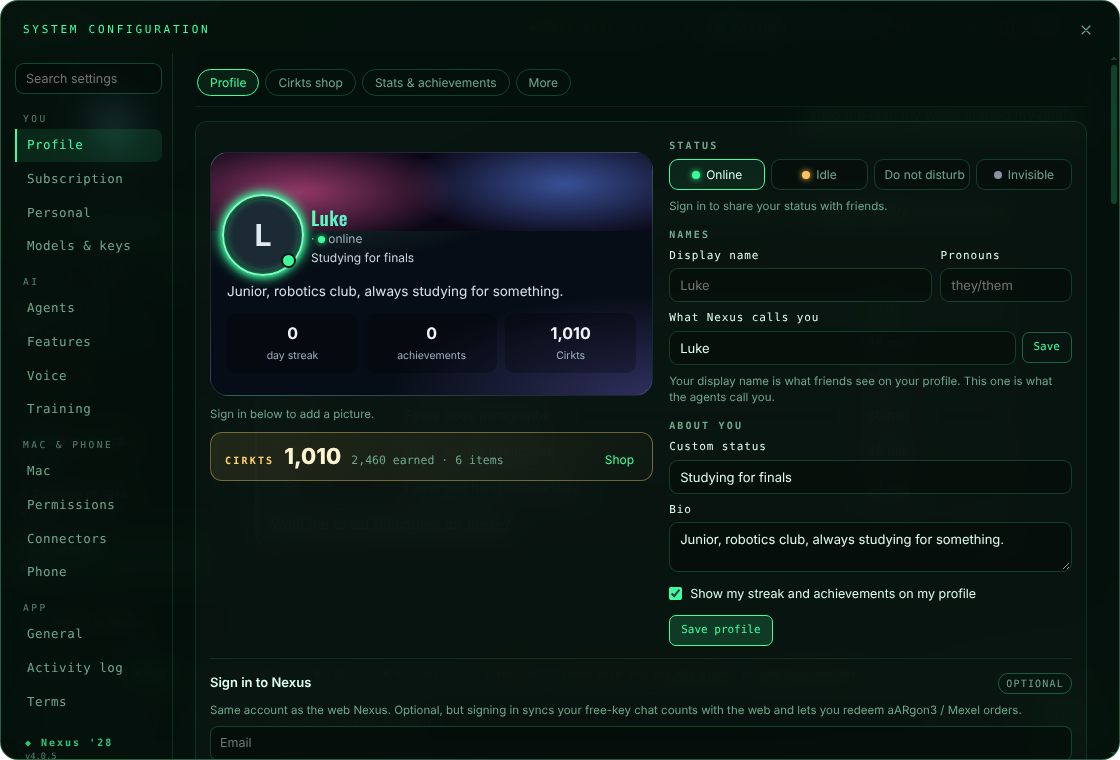 SYSTEM CONFIGURATION
Search settings
YOU
Profile
Subscription
Personal
Models & keys
AI
Agents
Features
Voice
Training
MAC & PHONE
Mac
Permissions
Connectors
Phone
APP
General
Activity log
Terms
◆ Nexus '28
v4.0.5
Profile
Cirkts shop
Stats & achievements
More
L
Luke
· online
Studying for finals
Junior, robotics club, always studying for something.
0
day streak
0
achievements
1,010
Cirkts
Sign in below to add a picture.
CIRKTS 1,010 2,460 earned · 6 items Shop
STATUS
Online
Idle
Do not disturb
Invisible
Sign in to share your status with friends.
NAMES
Display name
Luke
Pronouns
they/them
What Nexus calls you
Luke
Save
Your display name is what friends see on your profile. This one is what
the agents call you.
ABOUT YOU
Custom status
Studying for finals
Bio
Junior, robotics club, always studying for something.
Show my streak and achievements on my profile
Save profile
Sign in to Nexus
OPTIONAL
Same account as the web Nexus. Optional, but signing in syncs your free-key chat counts with the web and lets you redeem aARgon3 / Mexel orders.
Email